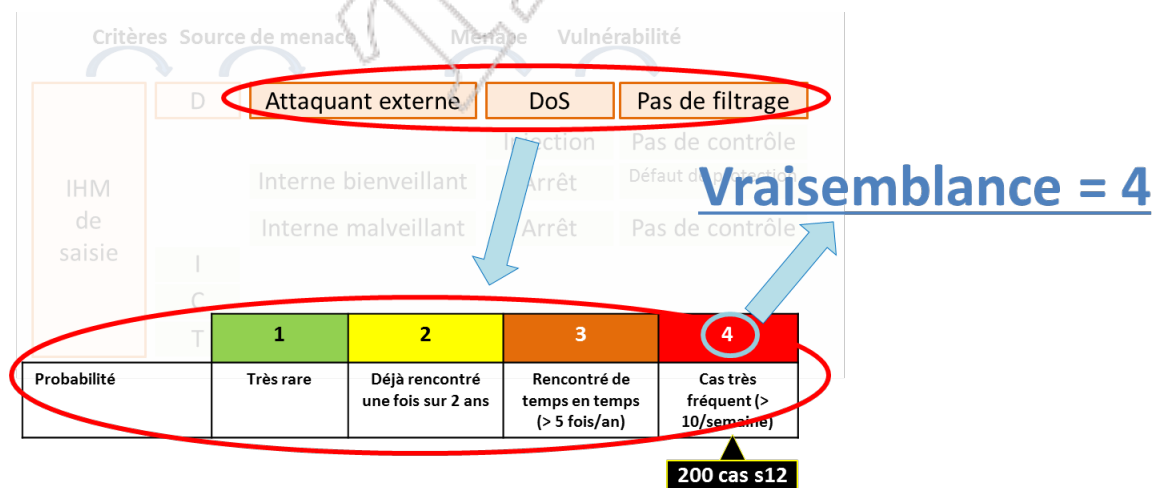 Critères Source de menace Menace Vulnérabilité
D Attaquant externe DoS Pas de filtrage
Injection Pas de contrôle
Interne bienveillant Arrêt Défaut de protection
Vraisemblance = 4
IHM
de
saisie
Interne malveillant Arrêt Pas de contrôle
I
C
T
1 2 3 4
Probabilité
Très rare
Déjà rencontré
une fois sur 2 ans
Rencontré de
temps en temps
(> 5 fois/an)
Cas très
fréquent (>
10/semaine)
200 cas s12